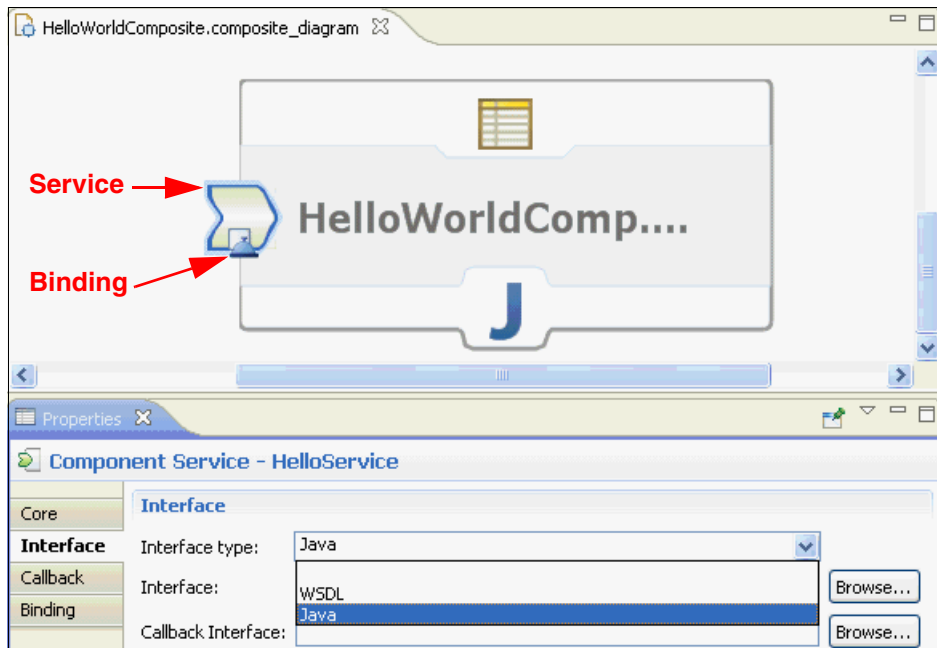 HelloWorldComposite.composite_diagram
Service
HelloWorldComp....
Binding
J
Properties
Component Service - HelloService
Core
Interface
Callback
Binding
Interface
Interface type:
Java
Interface:
WSDL
Java
Browse...
Callback Interface:
Browse...